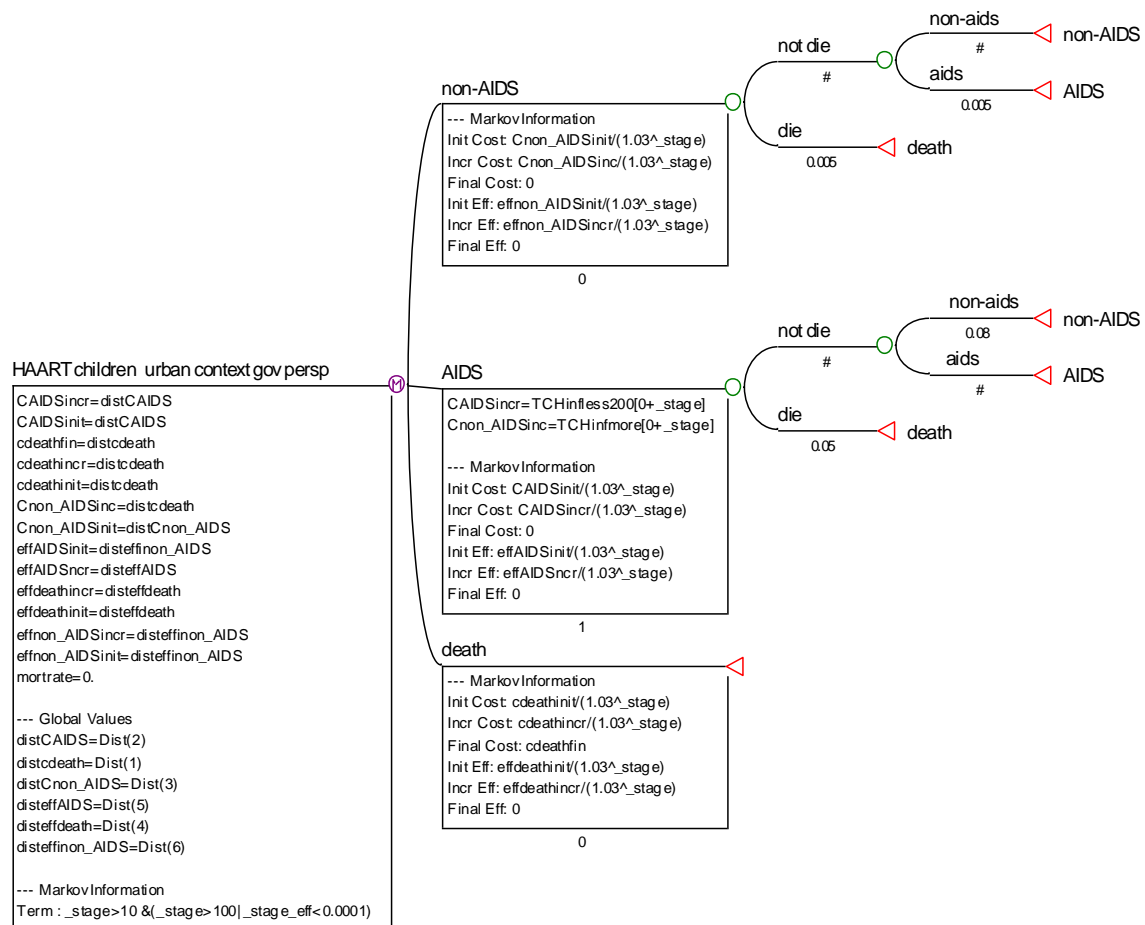 HAART children urban context gov persp
M
CAIDSincr=distCAIDS
CAIDSinit=distCAIDS
cdeathfin=distcdeath
cdeathincr=distcdeath
cdeathinit=distcdeath
Cnon_AIDSinc=distcdeath
Cnon_AIDSinit=distCnon_AIDS
effAIDSinit=disteffinon_AIDS
effAIDSncr=disteffAIDS
effdeathincr=disteffdeath
effdeathinit=disteffdeath
effnon_AIDSincr=disteffinon_AIDS
effnon_AIDSinit=disteffinon_AIDS
mortrate=0.
--- Global Values
distCAIDS=Dist(2)
distcdeath=Dist(1)
distCnon_AIDS=Dist(3)
disteffAIDS=Dist(5)
disteffdeath=Dist(4)
disteffinon_AIDS=Dist(6)
--- Markov Information
Term : _stage>10 &(_stage>100|_stage_eff<0.0001)
non-AIDS
--- Markov Information
Init Cost: Cnon_AIDSinit/(1.03^_stage)
Incr Cost: Cnon_AIDSinc/(1.03^_stage)
Final Cost: 0
Init Eff: effnon_AIDSinit/(1.03^_stage)
Incr Eff: effnon_AIDSincr/(1.03^_stage)
Final Eff: 0
0
not die
#
non-aids
#
non-AIDS
aids
0.005
AIDS
die
0.005
death
AIDS
CAIDSincr=TCHinfless200[0+_stage]
Cnon_AIDSinc=TCHinfmore[0+_stage]
--- Markov Information
Init Cost: CAIDSinit/(1.03^_stage)
Incr Cost: CAIDSincr/(1.03^_stage)
Final Cost: 0
Init Eff: effAIDSinit/(1.03^_stage)
Incr Eff: effAIDSncr/(1.03^_stage)
Final Eff: 0
1
not die
#
non-aids
0.08
non-AIDS
aids
#
AIDS
die
0.05
death
death
--- Markov Information
Init Cost: cdeathinit/(1.03^_stage)
Incr Cost: cdeathincr/(1.03^_stage)
Final Cost: cdeathfin
Init Eff: effdeathinit/(1.03^_stage)
Incr Eff: effdeathincr/(1.03^_stage)
Final Eff: 0
0